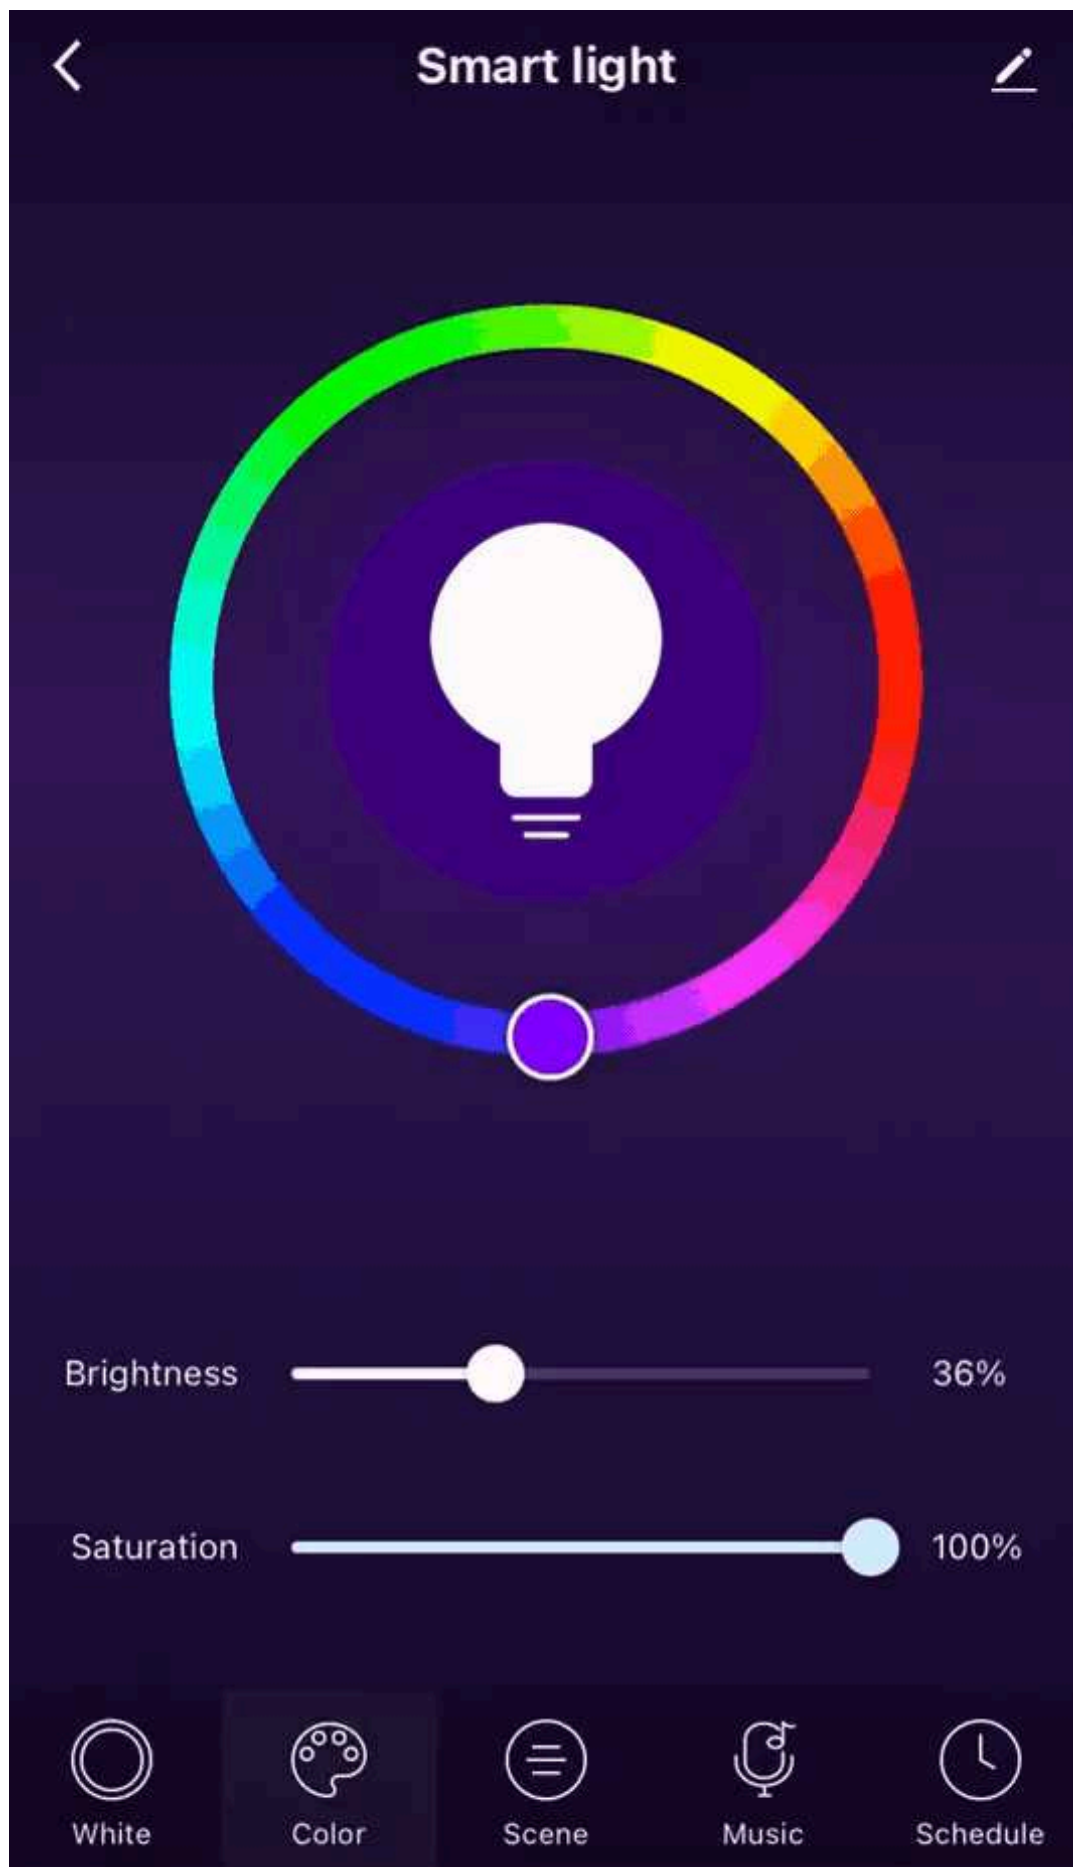 Smart light
Brightness 36%
Saturation 100%
White Color Scene Music Schedule